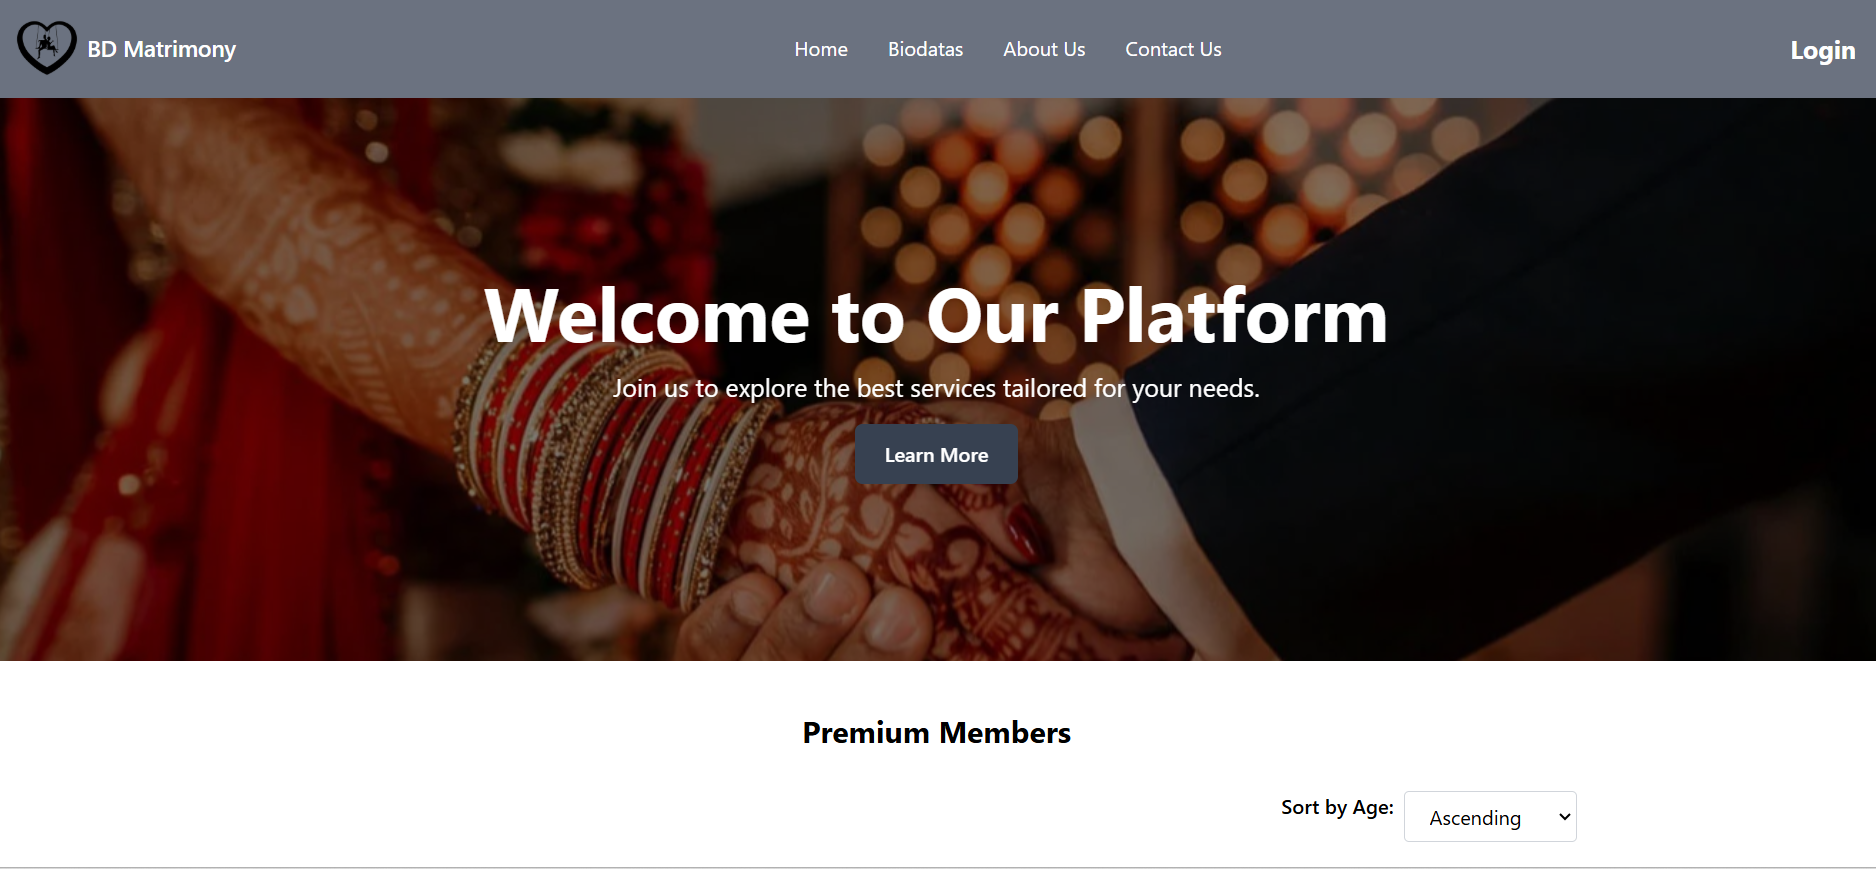 BD Matrimony
Home
Biodatas
About Us
Contact Us
Login
Welcome to Our Platform
Join us to explore the best services tailored for your needs.
Learn More
Premium Members
Sort by Age:
Ascending